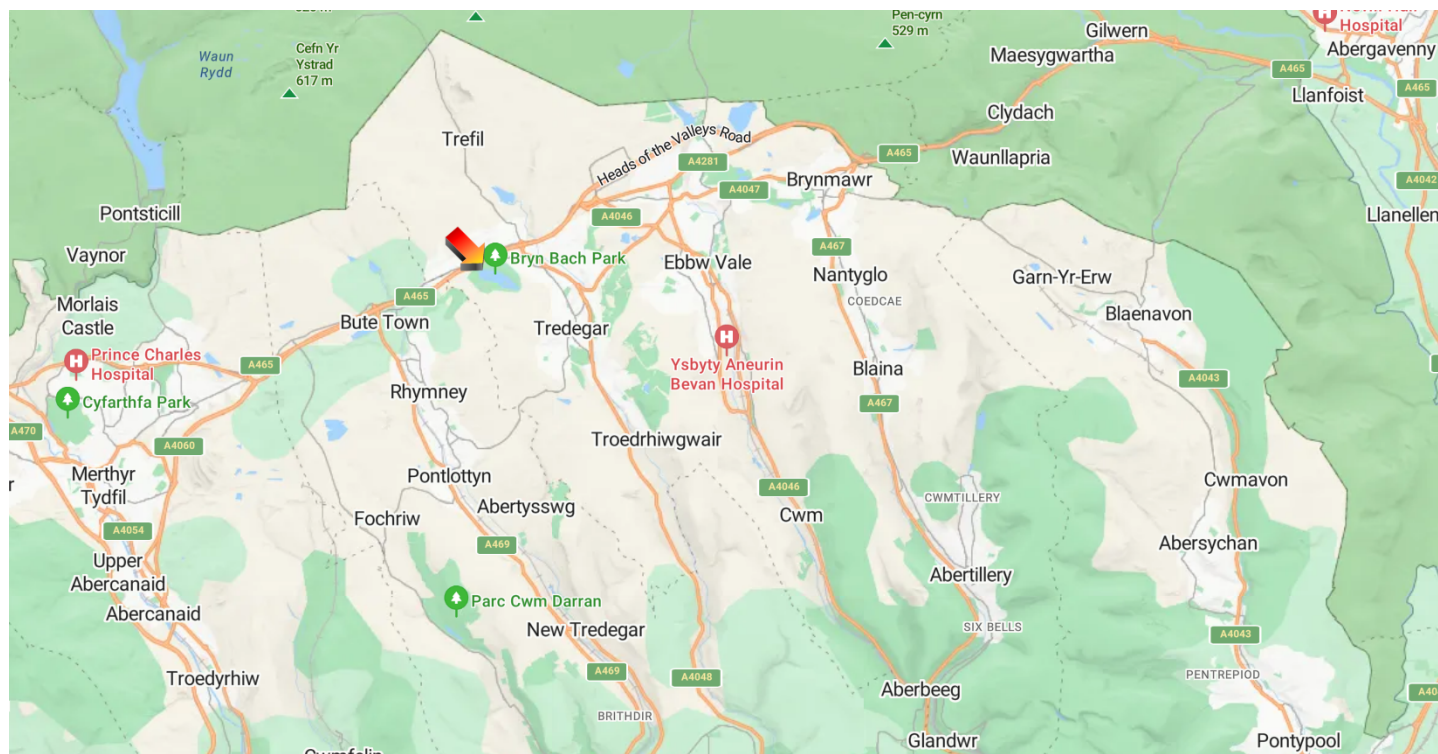 Pen-cyrn
529 m
Hospital
Gilwern
Abergavenny
Maesygwartha
Cefn Yr
Ystrad
617 m
Waun
Rydd
A465
A465
Llanfoist
Clydach
Trefil
Heads of the Valleys Road
A4281
A465
Waunllapria
Brynmawr
A4047
A4042
Pontsticill
A4046
Llanellen
Vaynor
Bryn Bach Park
Ebbw Vale
A467
Nantyglo
Garn-Yr-Erw
COEDCAE
Morlais
Castle
A465
Bute Town
Tredegar
Blaenavon
Prince Charles
Hospital
A465
Ysbyty Aneurin
Bevan Hospital
Blaina
A4043
Rhymney
Cyfarthfa Park
A467
A470
A4060
Troedrhiwgwair
Merthyr
Tydfil
Pontlottyn
Abertysswg
A4046
Cwm
CWMTILLERY
Cwmavon
Fochriw
A4054
A469
Abersychan
Upper
Abercanaid
Abertillery
Abercanaid
Parc Cwm Darran
New Tredegar
SIX BELLS
A4043
Troedyrhiw
A469
A4048
PENTREPIOD
Aberbeeg
BRITHDIR
Glandwr
Pontypool